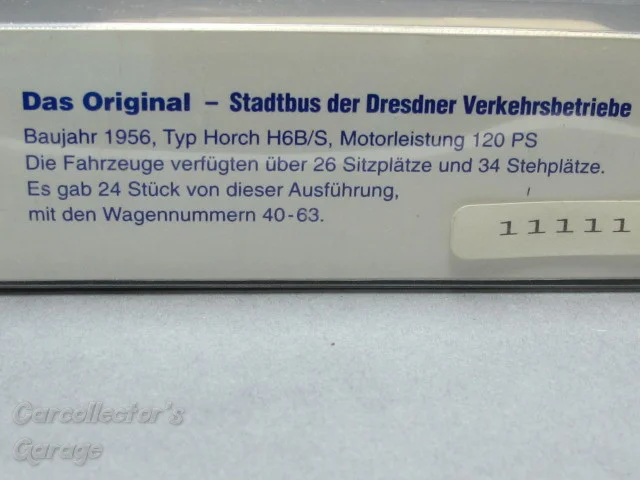 Das Original – Stadtbus der Dresdner Verkehrsbetriebe
Baujahr 1956, Typ Horch H6B/S, Motorleistung 120 PS
Die Fahrzeuge verfügten über 26 Sitzplätze und 34 Stehplätze.
Es gab 24 Stück von dieser Ausführung,
mit den Wagennummern 40-63.
11111
Carcollector's
Garage